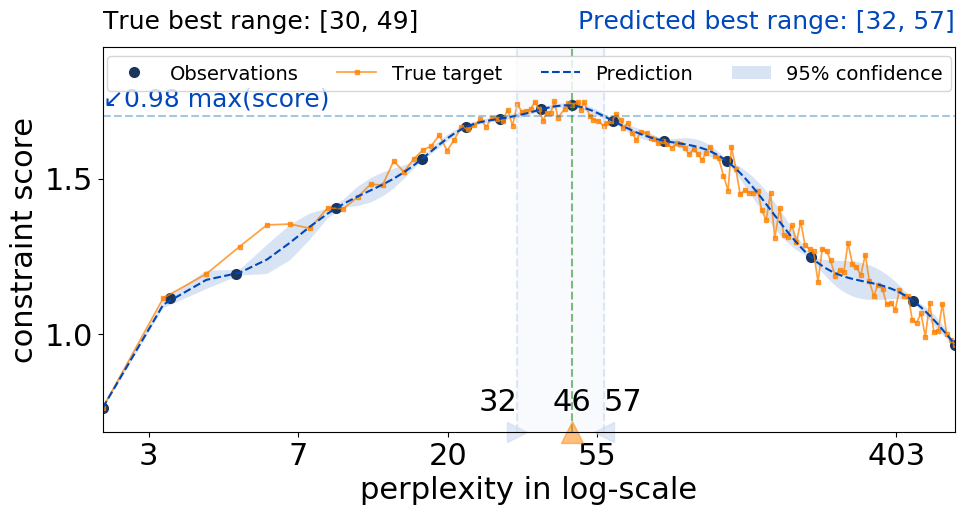 True best range: [30, 49]
Predicted best range: [32, 57]
Observations
True target
Prediction
95% confidence
↙0.98 max(score)
constraint score
1.5
1.0
32
46
57
3
7
20
55
403
perplexity in log-scale